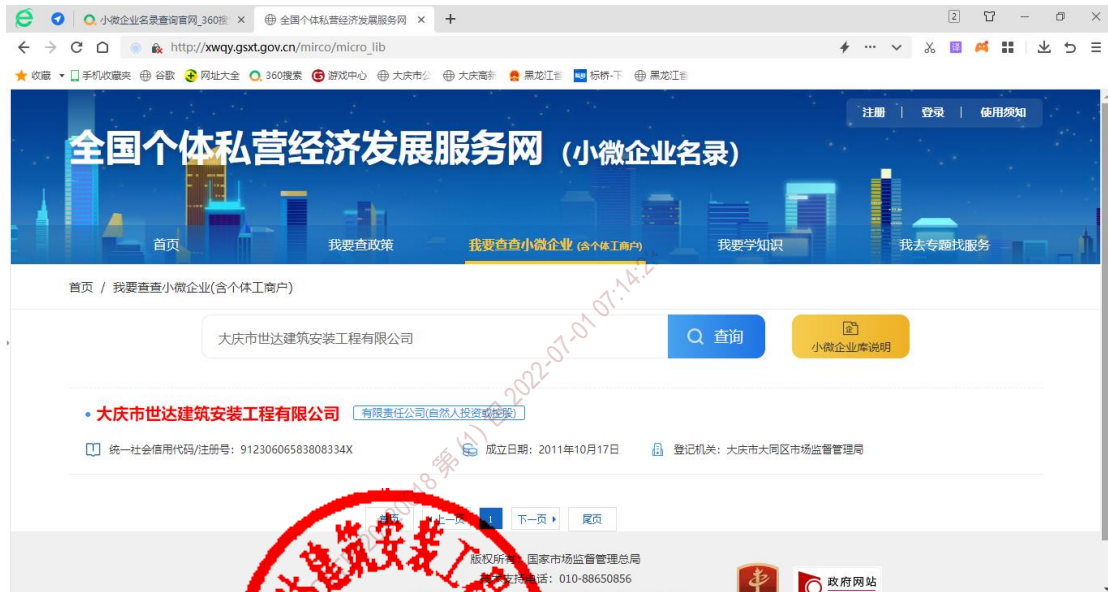 小微企业名录查询官网_360搜
全国个体私营经济发展服务网
2
http://xwqy.gsxt.gov.cn/mirco/micro_lib
收藏 手机收藏夹 谷歌 网址大全 360搜索 游戏中心 大庆市公 大庆高新 黑龙江省 标桥-下 黑龙江省
注册 | 登录 | 使用须知
全国个体私营经济发展服务网 (小微企业名录)
首页 我要查政策 我要查查小微企业 (含个体工商户) 我要学知识 我去专题找服务
首页 / 我要查查小微企业(含个体工商户)
大庆市世达建筑安装工程有限公司 查询 小微企业库说明
大庆市世达建筑安装工程有限公司 有限责任公司(自然人投资或控股)
统一社会信用代码/注册号：91230606583808334X 成立日期：2011年10月17日 登记机关：大庆市大同区市场监督管理局
首页 上一页 1 下一页 尾页
版权所有：国家市场监督管理总局
技术支持电话：010-88650856
政府网站
建筑安装工
第 (1) 包 2022-07-01 07:14:2